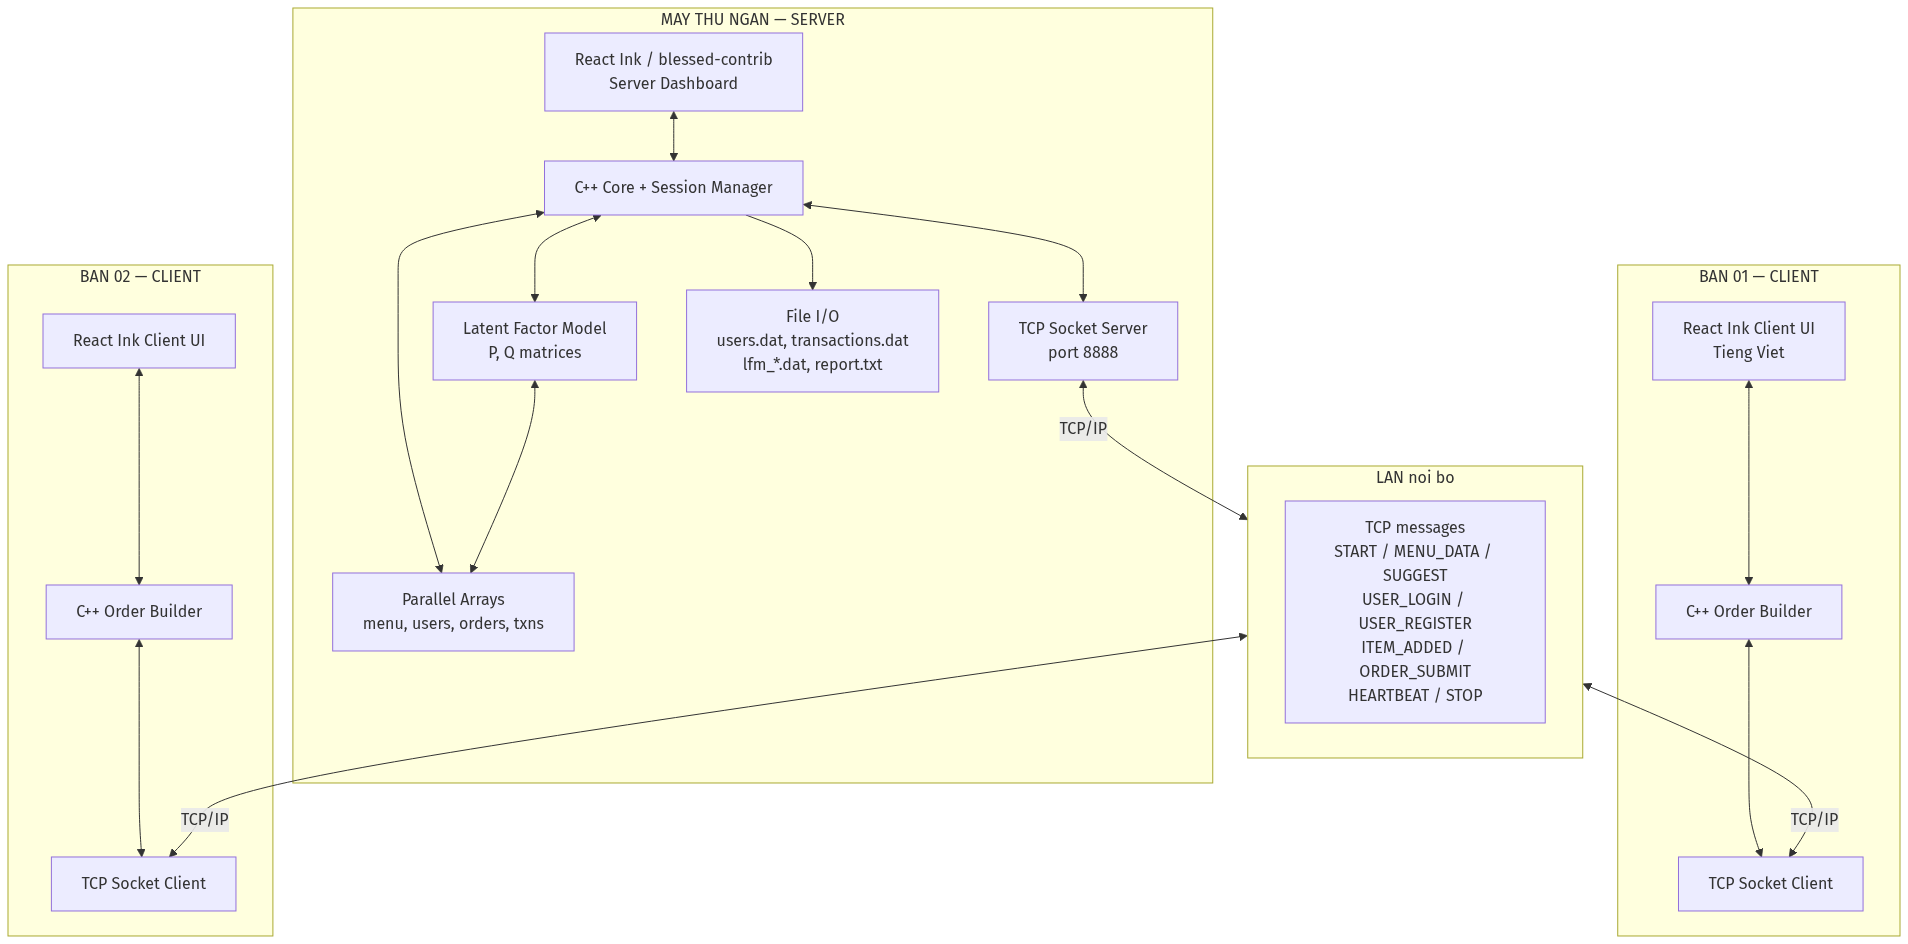 MAY THU NGAN — SERVER
React Ink / blessed-contrib
Server Dashboard
C++ Core + Session Manager
Latent Factor Model
P, Q matrices
File I/O
users.dat, transactions.dat
lfm_*.dat, report.txt
TCP Socket Server
port 8888
TCP/IP
Parallel Arrays
menu, users, orders, txns
BAN 02 — CLIENT
React Ink Client UI
C++ Order Builder
TCP/IP
TCP Socket Client
LAN noi bo
TCP messages
START / MENU_DATA /
SUGGEST
USER_LOGIN /
USER_REGISTER
ITEM_ADDED /
ORDER_SUBMIT
HEARTBEAT / STOP
BAN 01 — CLIENT
React Ink Client UI
Tieng Viet
C++ Order Builder
TCP/IP
TCP Socket Client